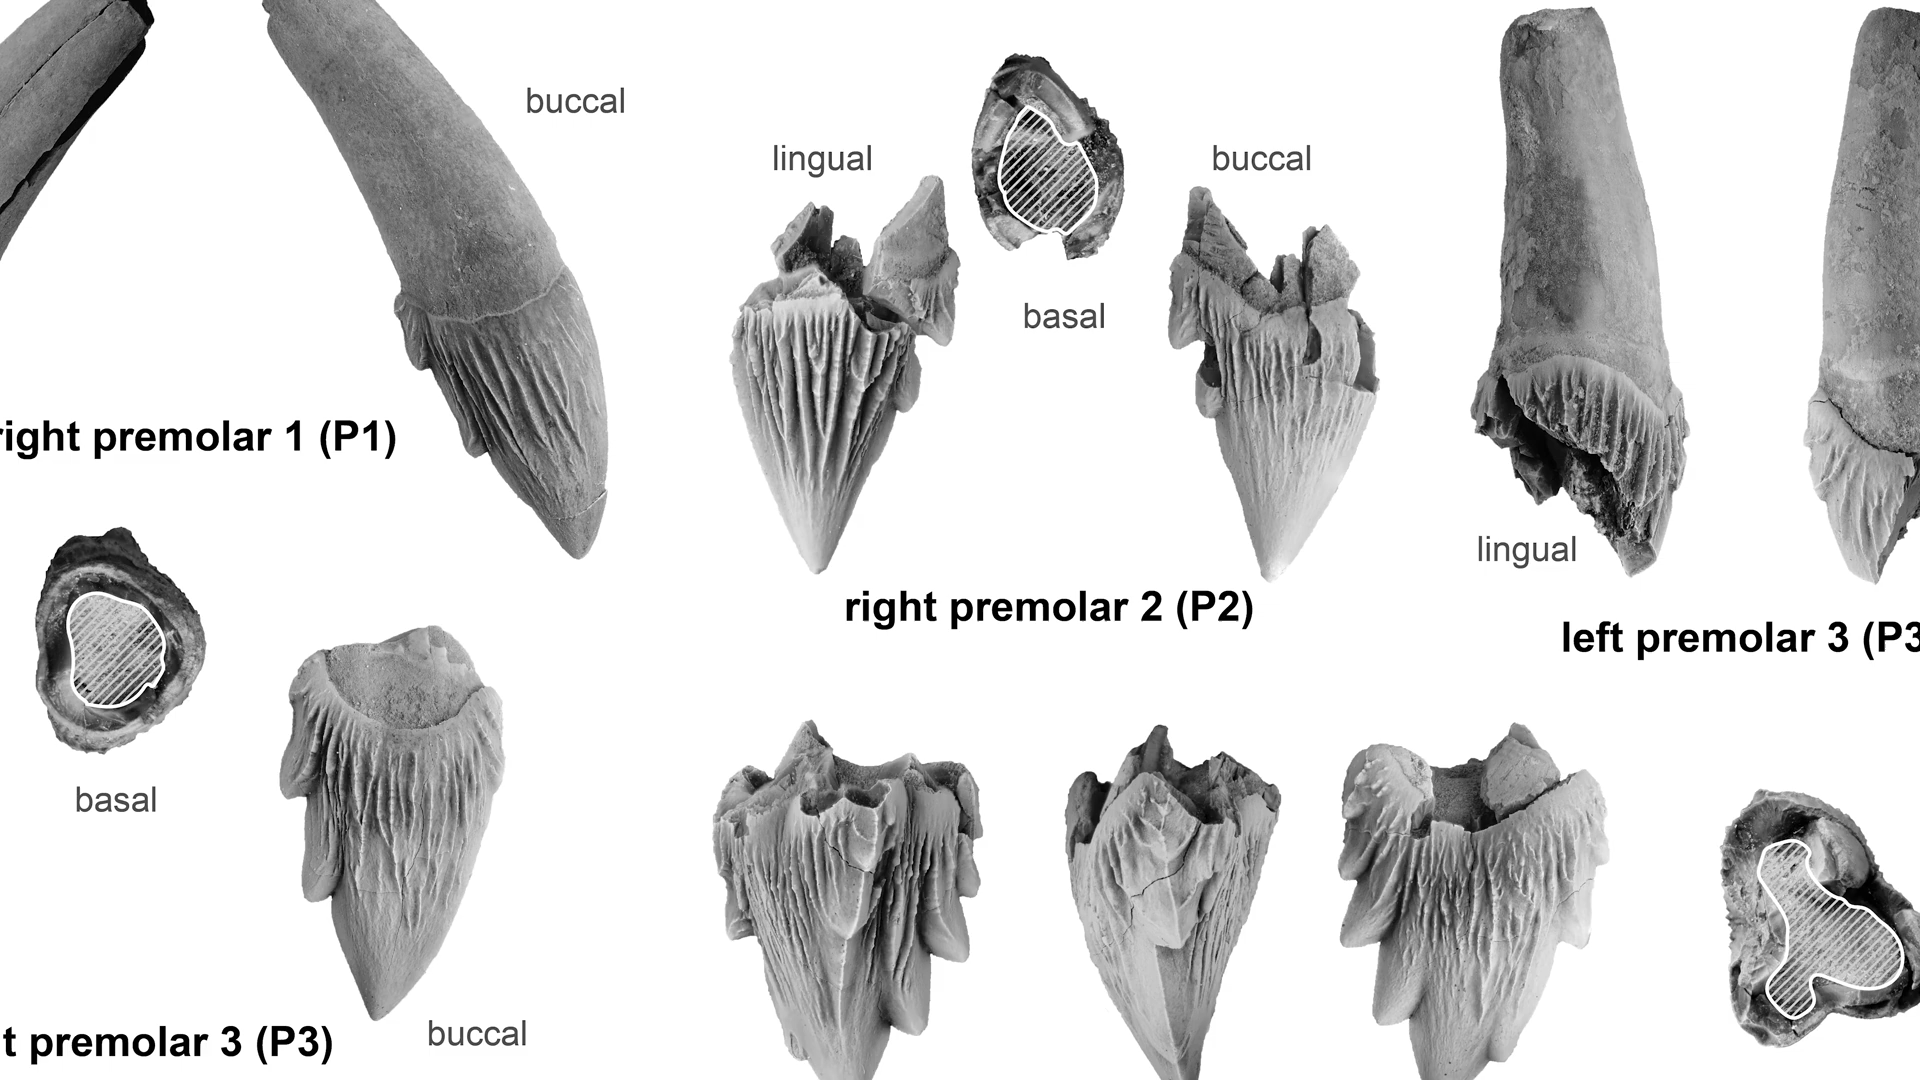 buccal
lingual
buccal
basal
right premolar 1 (P1)
lingual
right premolar 2 (P2)
left premolar 3 (P3
basal
t premolar 3 (P3)
buccal